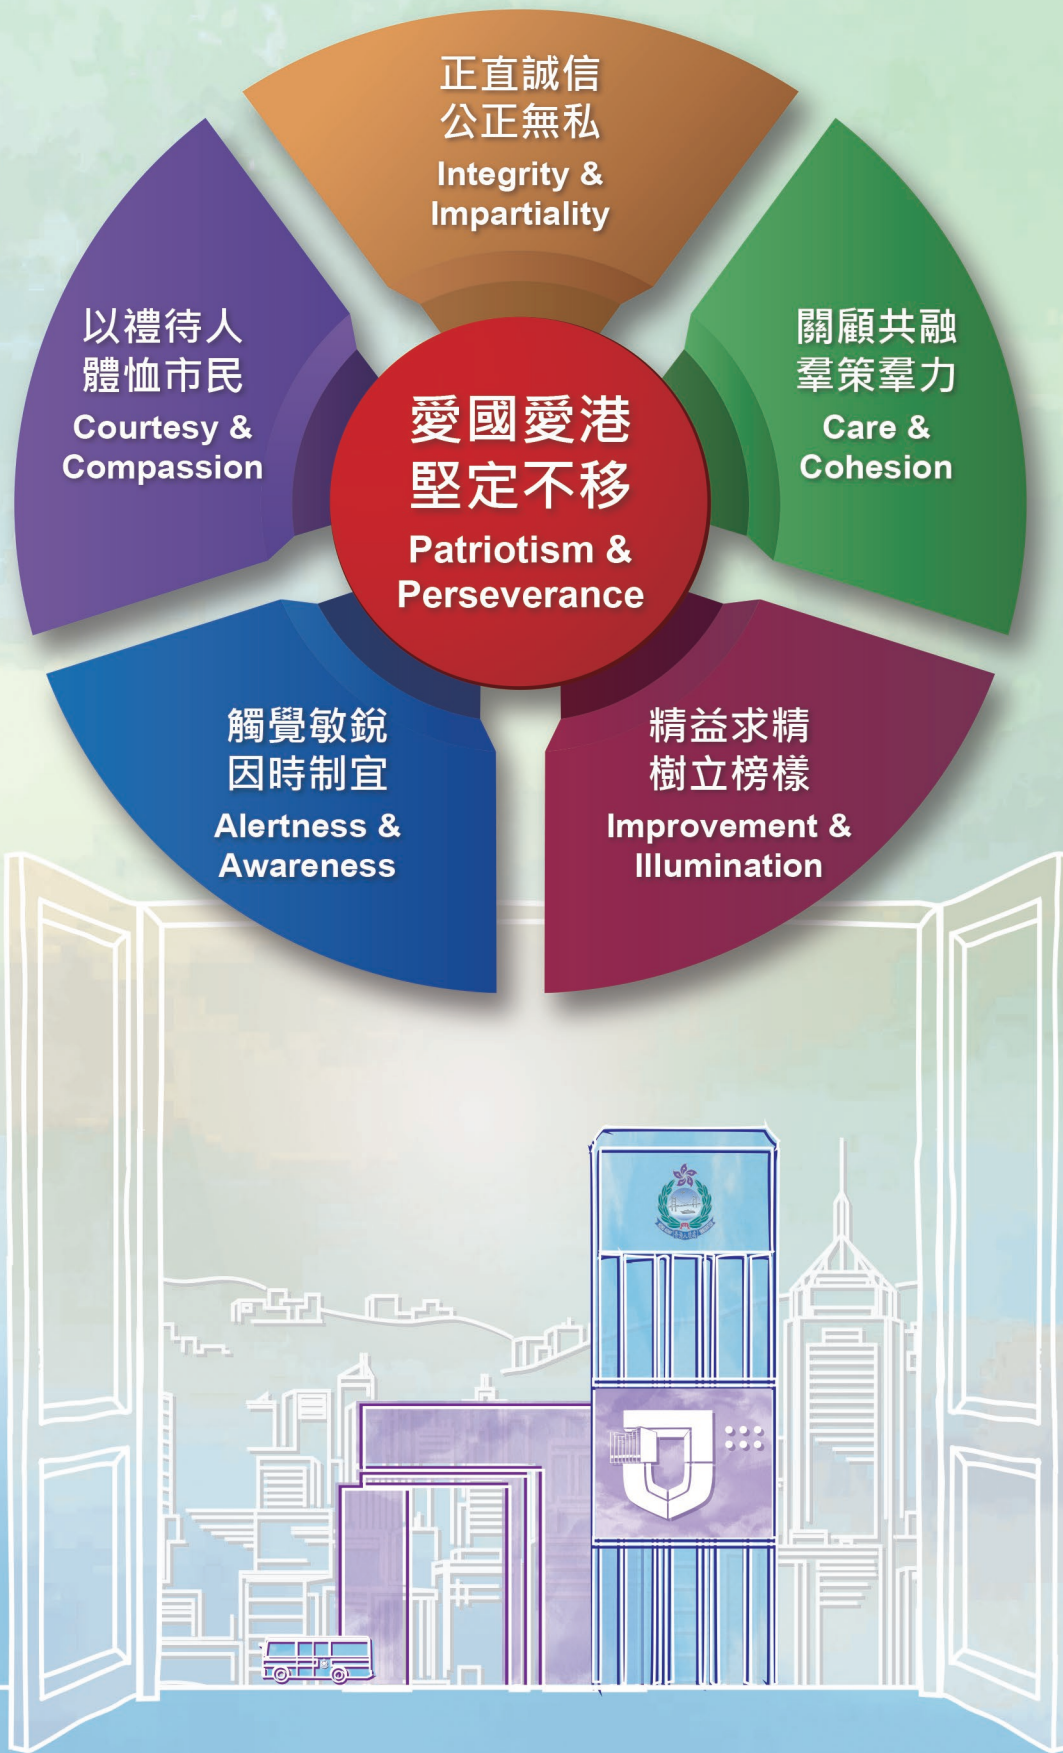 正直誠信
公正無私
Integrity &
Impartiality
以禮待人
體恤市民
Courtesy &
Compassion
愛國愛港
堅定不移
Patriotism &
Perseverance
關顧共融
羣策羣力
Care &
Cohesion
觸覺敏銳
因時制宜
Alertness &
Awareness
精益求精
樹立榜樣
Improvement &
Illumination